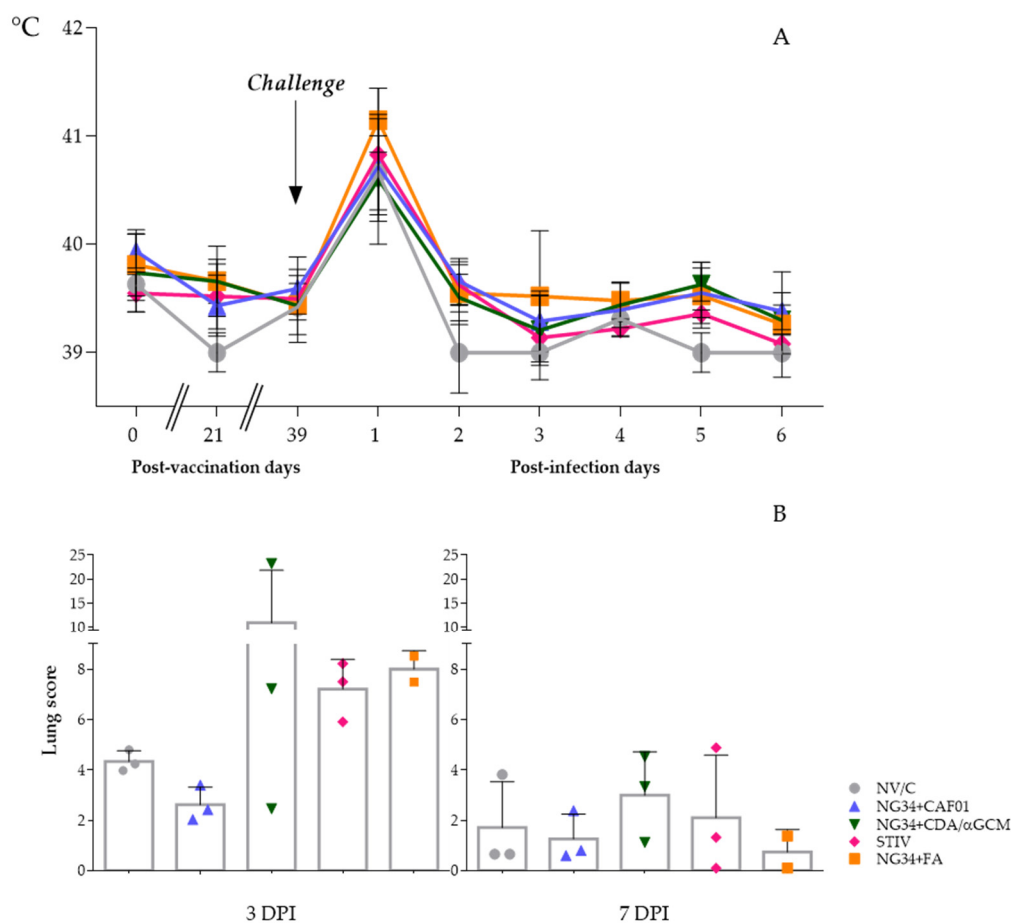 °C
A
42
41
40
39
Challenge
0 21 39 1 2 3 4 5 6
Post-vaccination days Post-infection days
B
Lung score
25 25
20 20
15 15
10 10
8 8
6 6
4 4
2 2
0 0
3 DPI 7 DPI
NV/C
NG34+CAF01
NG34+CDA/αGCM
STIV
NG34+FA